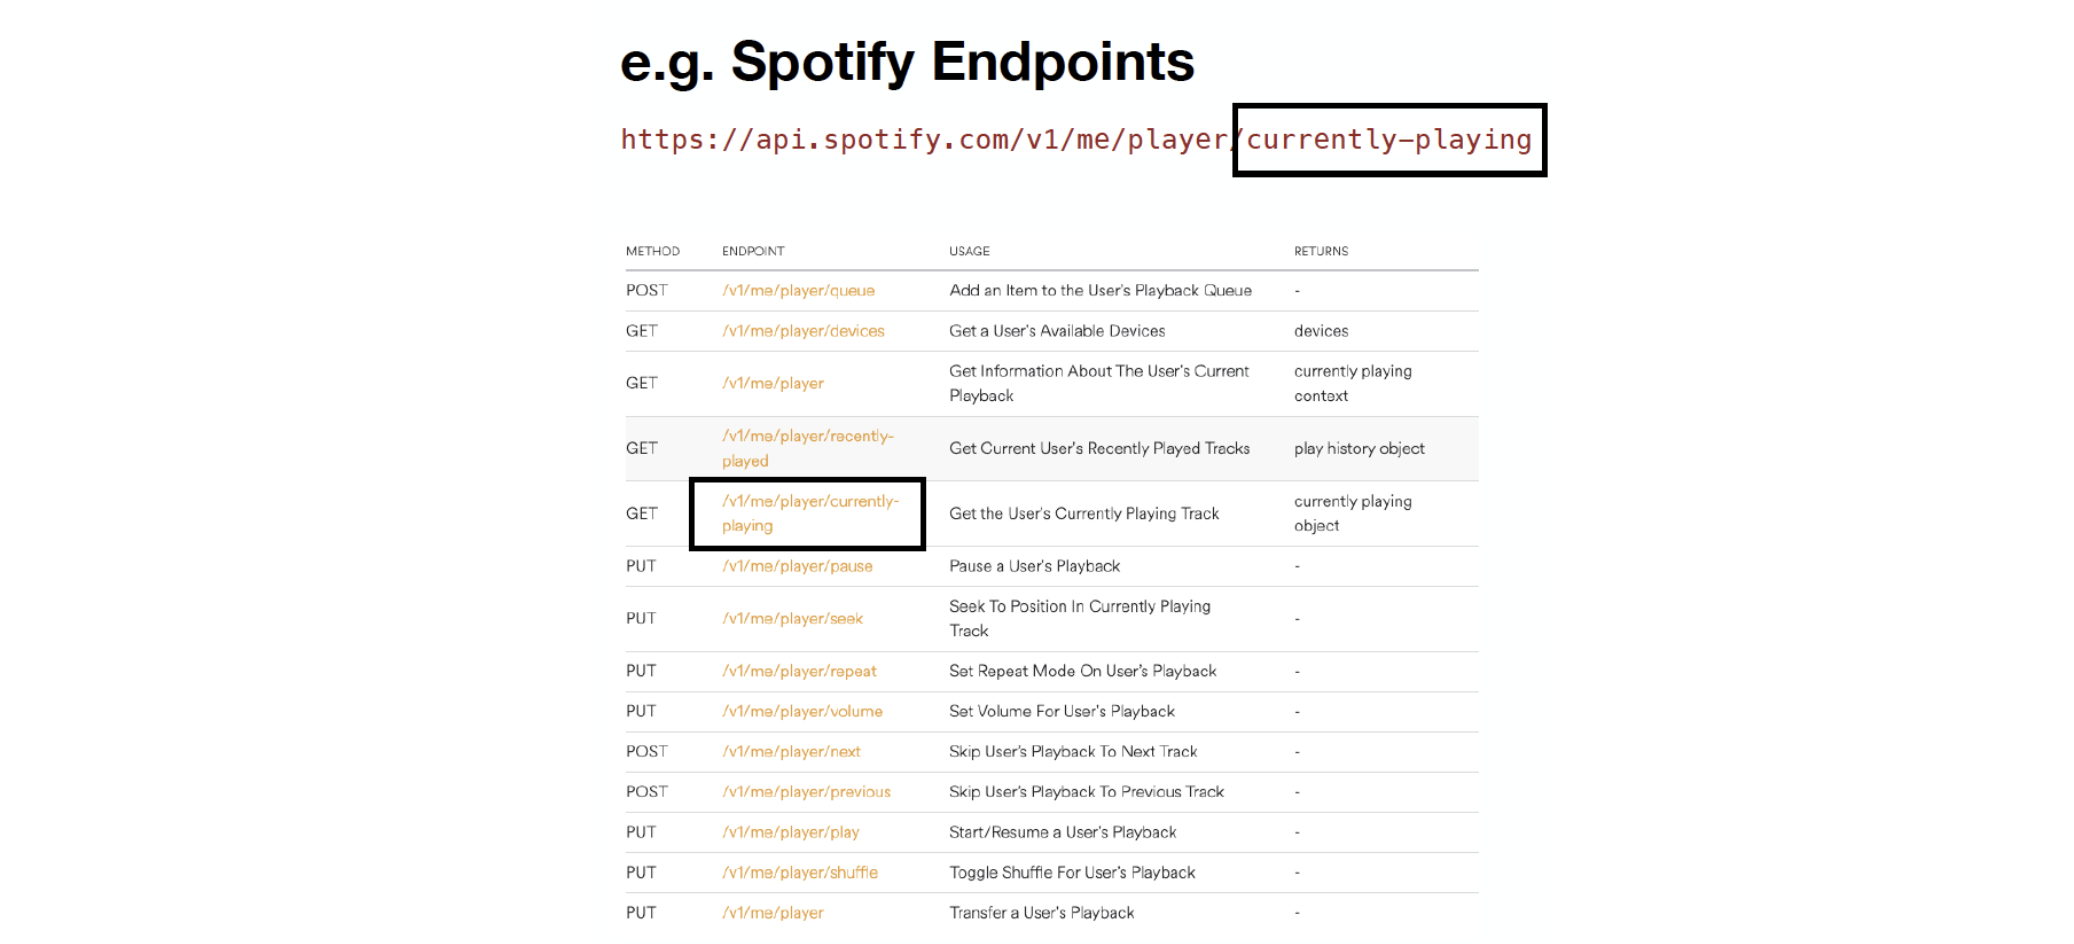 e.g. Spotify Endpoints
https://api.spotify.com/v1/me/player/currently-playing
METHOD ENDPOINT USAGE RETURNS
POST /v1/me/player/queue Add an Item to the User's Playback Queue -
GET /v1/me/player/devices Get a User's Available Devices devices
GET /v1/me/player Get Information About The User's Current Playback currently playing context
GET /v1/me/player/recently-played Get Current User's Recently Played Tracks play history object
GET /v1/me/player/currently-playing Get the User's Currently Playing Track currently playing object
PUT /v1/me/player/pause Pause a User's Playback -
PUT /v1/me/player/seek Seek To Position In Currently Playing Track -
PUT /v1/me/player/repeat Set Repeat Mode On User's Playback -
PUT /v1/me/player/volume Set Volume For User's Playback -
POST /v1/me/player/next Skip User's Playback To Next Track -
POST /v1/me/player/previous Skip User's Playback To Previous Track -
PUT /v1/me/player/play Start/Resume a User's Playback -
PUT /v1/me/player/shuffle Toggle Shuffle For User's Playback -
PUT /v1/me/player Transfer a User's Playback -